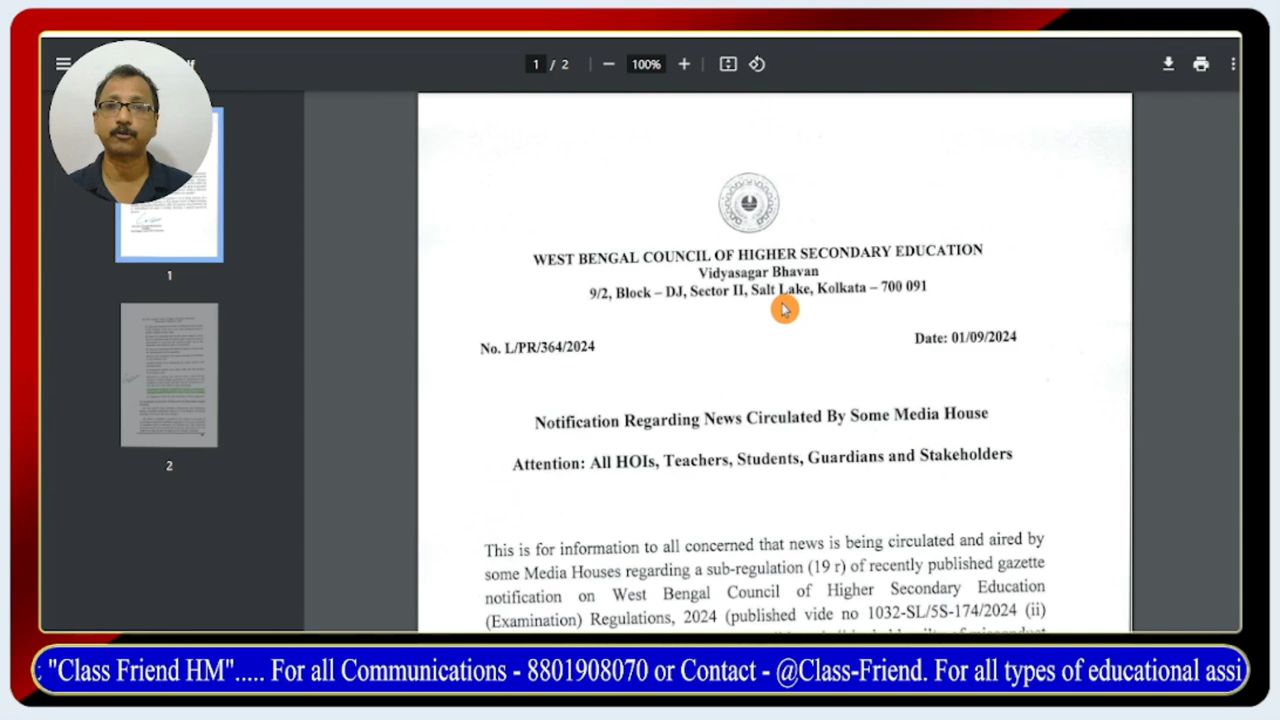 1 / 2
100%
WEST BENGAL COUNCIL OF HIGHER SECONDARY EDUCATION
Vidyasagar Bhavan
9/2, Block – DJ, Sector II, Salt Lake, Kolkata – 700 091
No. L/PR/364/2024
Date: 01/09/2024
Notification Regarding News Circulated By Some Media House
Attention: All HOIs, Teachers, Students, Guardians and Stakeholders
This is for information to all concerned that news is being circulated and aired by
some Media Houses regarding a sub-regulation (19 r) of recently published gazette
notification on West Bengal Council of Higher Secondary Education
(Examination) Regulations, 2024 (published vide no 1032-SL/5S-174/2024 (ii)
1
2
"Class Friend HM"..... For all Communications - 8801908070 or Contact - @Class-Friend. For all types of educational assi